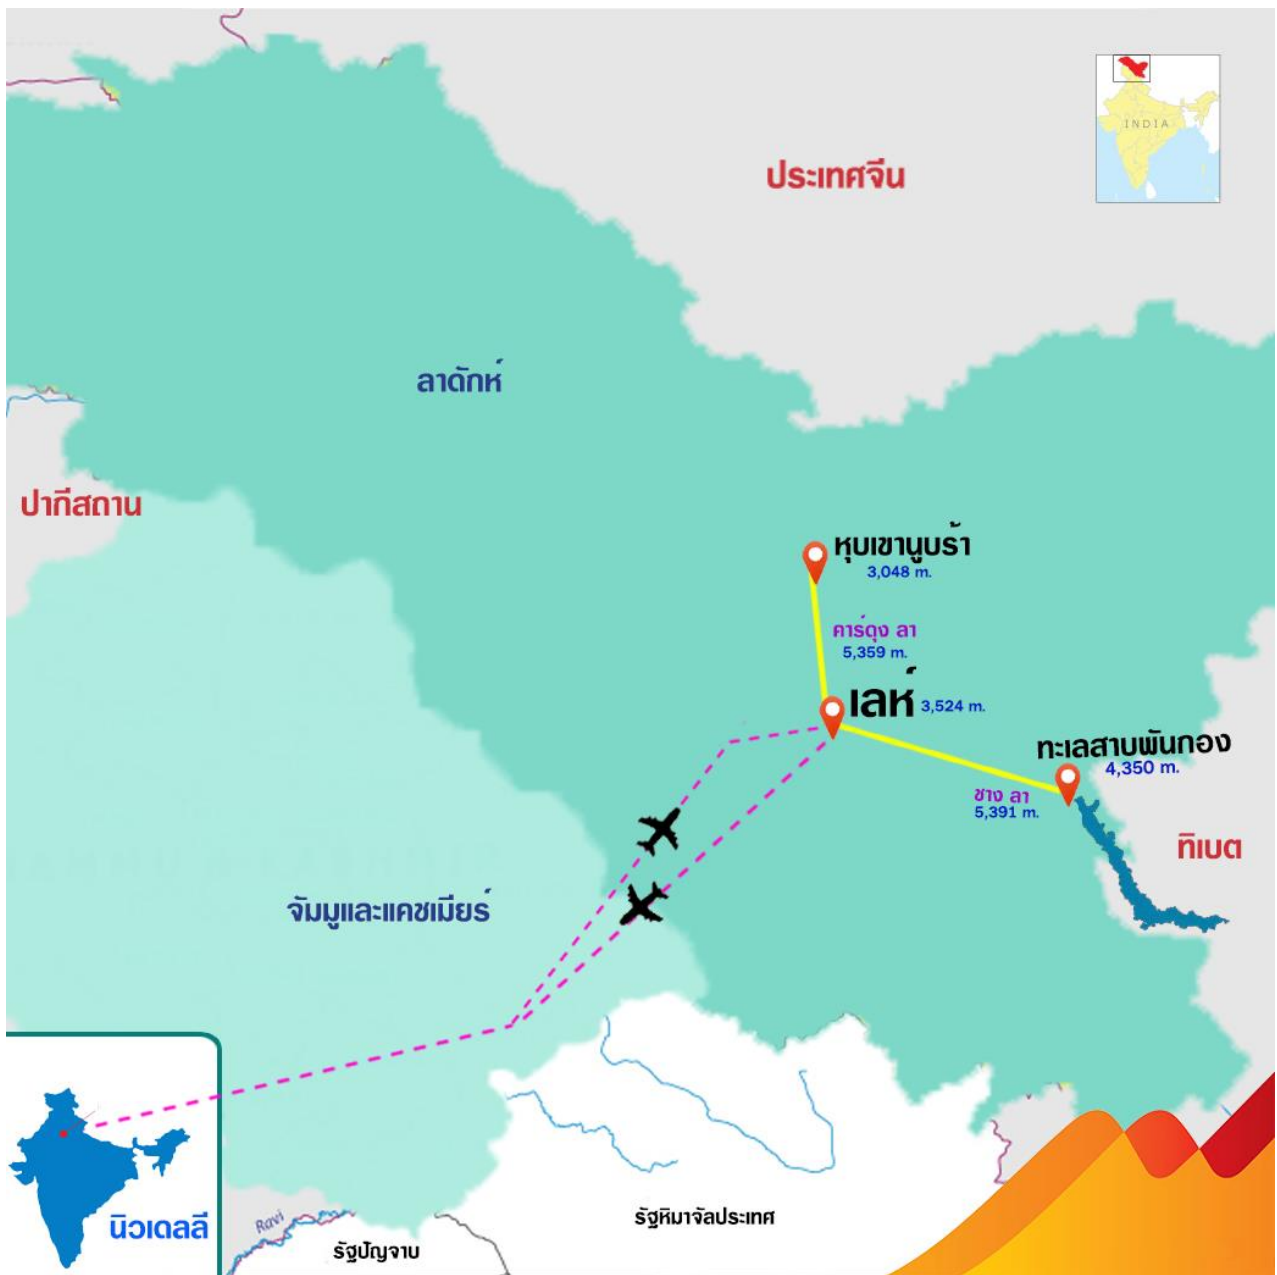 INDIA
ประเทศจีน
ลาดักห์
ปากีสถาน
หุบเขานูบร้า
3,048 m.
คาร์ดุง ลา
5,359 m.
เลห์ 3,524 m.
ทะเลสาบพันกอง
4,350 m.
ชาง ลา
5,391 m.
ทิเบต
จัมมูและแคชเมียร์
นิวเดลลี
Ravi
รัฐปัญจาบ
รัฐหิมาจัลประเทศ